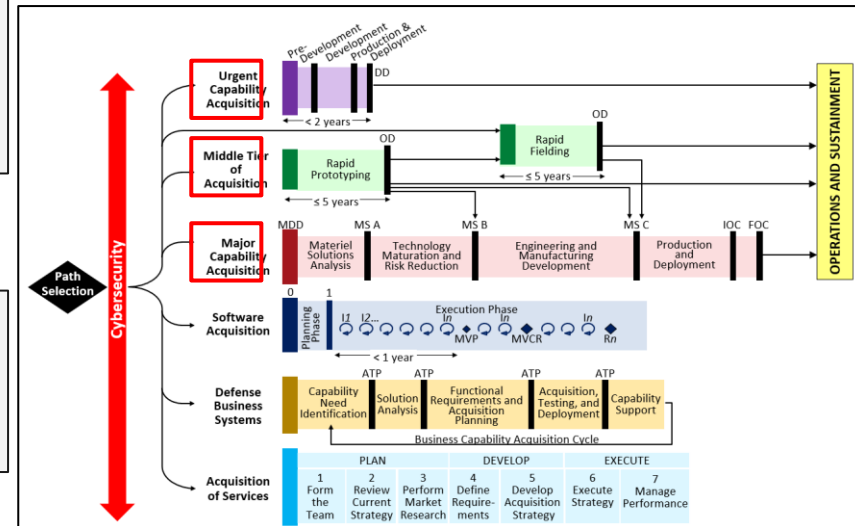 Pre-
Development
Development
Production &
Deployment
DD
Urgent
Capability
Acquisition
< 2 years
OD
Rapid
Fielding
≤ 5 years
Middle Tier
of
Acquisition
OD
Rapid
Prototyping
≤ 5 years
Major
Capability
Acquisition
MDD
MS A
MS B
MS C
IOC
FOC
Materiel
Solutions
Analysis
Technology
Maturation and
Risk Reduction
Engineering and
Manufacturing
Development
Production
and
Deployment
OPERATIONS AND SUSTAINMENT
Path
Selection
Cybersecurity
Software
Acquisition
0
1
Planning
Phase
Execution Phase
I1
I2...
In
In
In
MVP
MVCR
Rn
< 1 year
Defense
Business
Systems
ATP
ATP
ATP
ATP
Capability
Need
Identification
Solution
Analysis
Functional
Requirements and
Acquisition
Planning
Acquisition,
Testing, and
Deployment
Capability
Support
Business Capability Acquisition Cycle
Acquisition
of Services
PLAN
DEVELOP
EXECUTE
1
Form
the
Team
2
Review
Current
Strategy
3
Perform
Market
Research
4
Define
Require-
ments
5
Develop
Acquisition
Strategy
6
Execute
Strategy
7
Manage
Performance